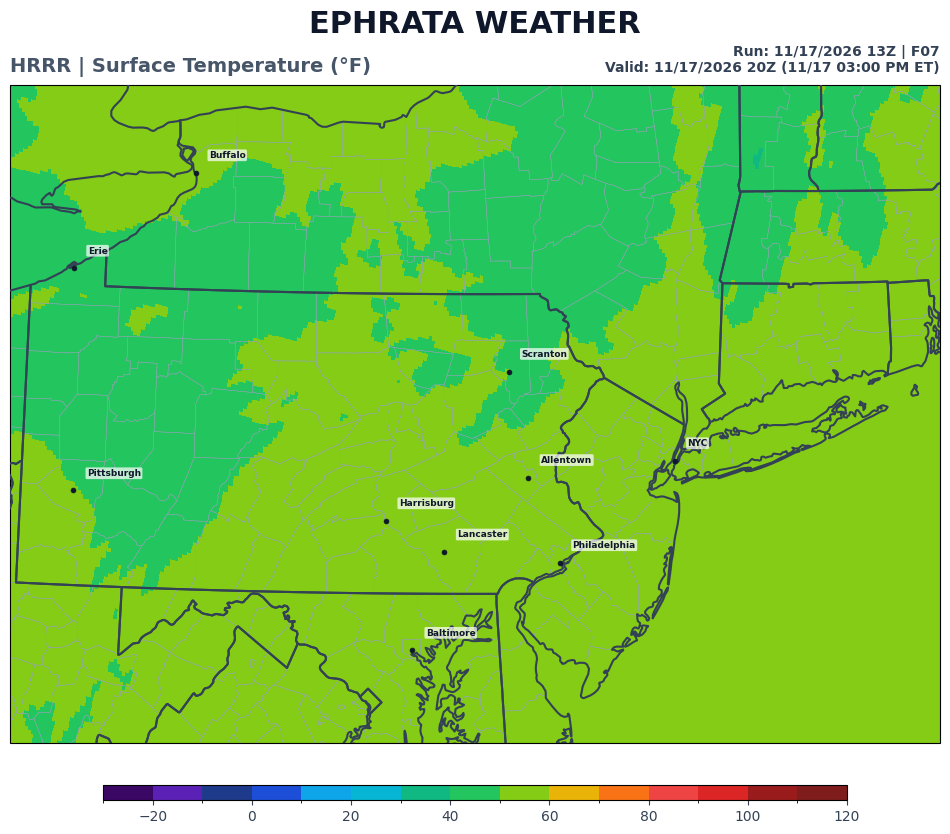 EPHRATA WEATHER
HRRR | Surface Temperature (°F)
Run: 11/17/2026 13Z | F07
Valid: 11/17/2026 20Z (11/17 03:00 PM ET)
Buffalo
Erie
Scranton
NYC
Allentown
Pittsburgh
Harrisburg
Lancaster
Philadelphia
Baltimore
−20 0 20 40 60 80 100 120